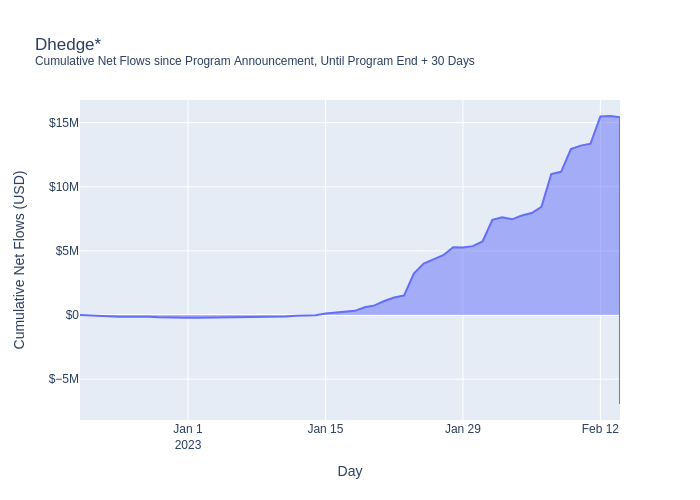 Dhedge*
Cumulative Net Flows since Program Announcement, Until Program End + 30 Days
Cumulative Net Flows (USD)
$15M
$10M
$5M
$0
$−5M
Jan 1
2023
Jan 15
Jan 29
Feb 12
Day